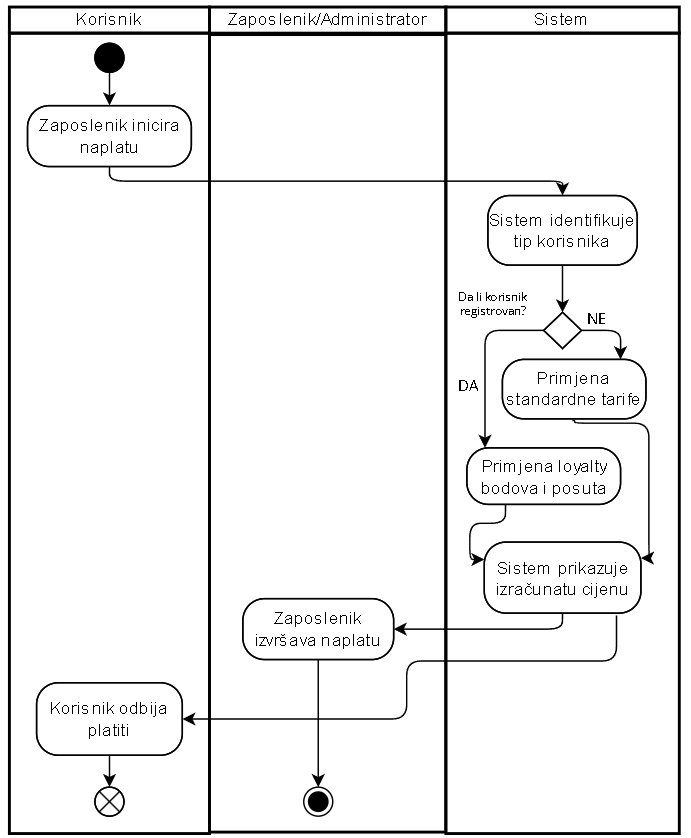 Korisnik
Zaposlenik/Administrator
Sistem
Zaposlenik inicira
naplatu
Sistem identifikuje
tip korisnika
Da li korisnik
registrovan?
NE
Primjena
standardne tarife
DA
Primjena loyalty
bodova i posuta
Sistem prikazuje
izračunatu cijenu
Zaposlenik
izvršava naplatu
Korisnik odbija
platiti